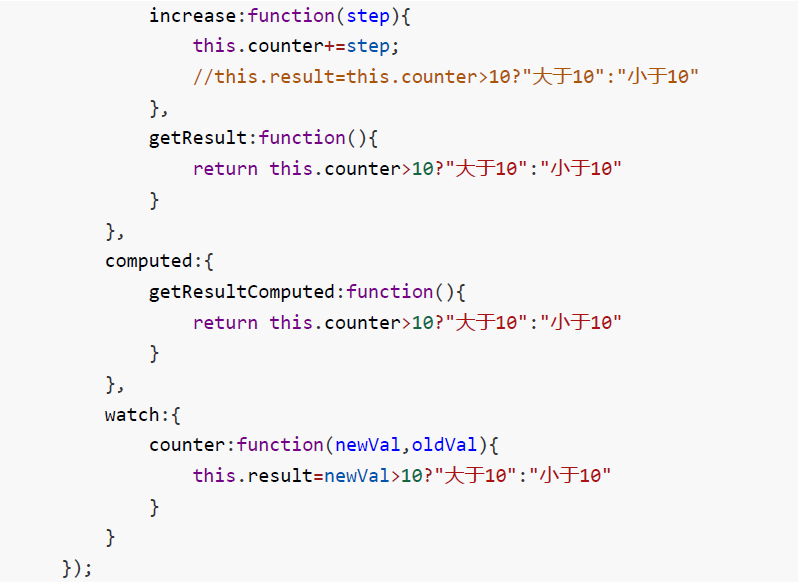 increase:function(step){
this.counter+=step;
//this.result=this.counter>10?"大于10":"小于10"
},
getResult:function(){
return this.counter>10?"大于10":"小于10"
}
},
computed:{
getResultComputed:function(){
return this.counter>10?"大于10":"小于10"
}
},
watch:{
counter:function(newVal,oldVal){
this.result=newVal>10?"大于10":"小于10"
}
}
});